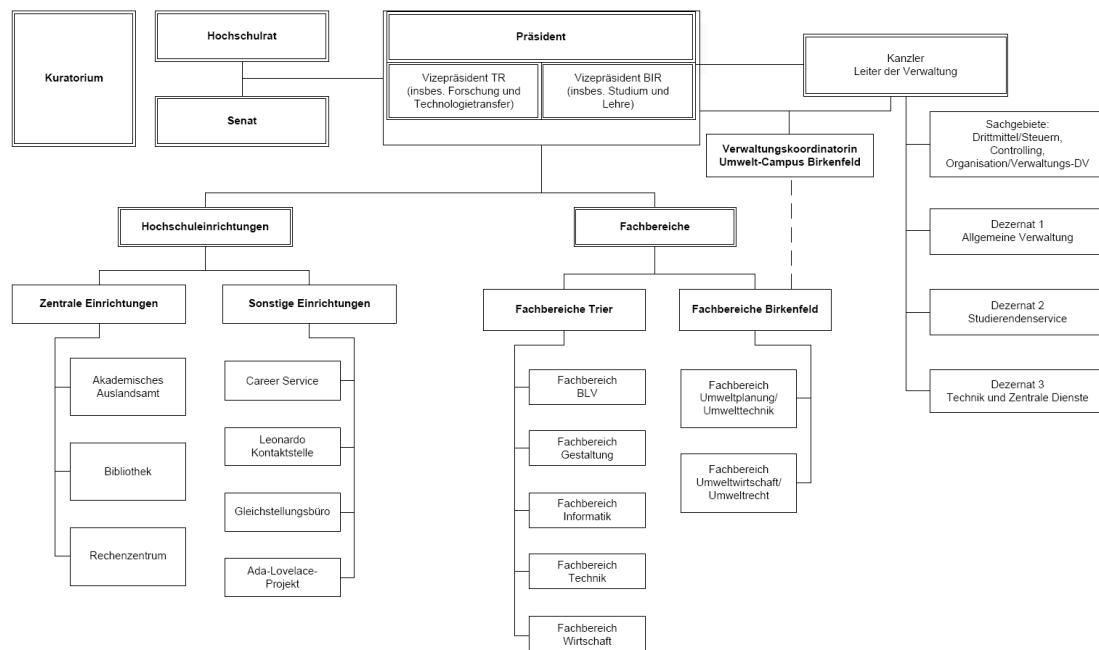 Kuratorium
Hochschulrat
Senat
Präsident
Vizepräsident TR
(insbes. Forschung und
Technologietransfer)
Vizepräsident BIR
(insbes. Studium und
Lehre)
Kanzler
Leiter der Verwaltung
Verwaltungskoordinatorin
Umwelt-Campus Birkenfeld
Sachgebiete:
Drittmittel/Steuern,
Controlling,
Organisation/Verwaltungs-DV
Dezernat 1
Allgemeine Verwaltung
Dezernat 2
Studierendenservice
Dezernat 3
Technik und Zentrale Dienste
Hochschuleinrichtungen
Fachbereiche
Zentrale Einrichtungen
Akademisches
Auslandsamt
Bibliothek
Rechenzentrum
Sonstige Einrichtungen
Career Service
Leonardo
Kontaktstelle
Gleichstellungsbüro
Ada-Lovelace-
Projekt
Fachbereiche Trier
Fachbereich
BLV
Fachbereich
Gestaltung
Fachbereich
Informatik
Fachbereich
Technik
Fachbereich
Wirtschaft
Fachbereiche Birkenfeld
Fachbereich
Umweltplanung/
Umwelttechnik
Fachbereich
Umweltwirtschaft/
Umweltrecht